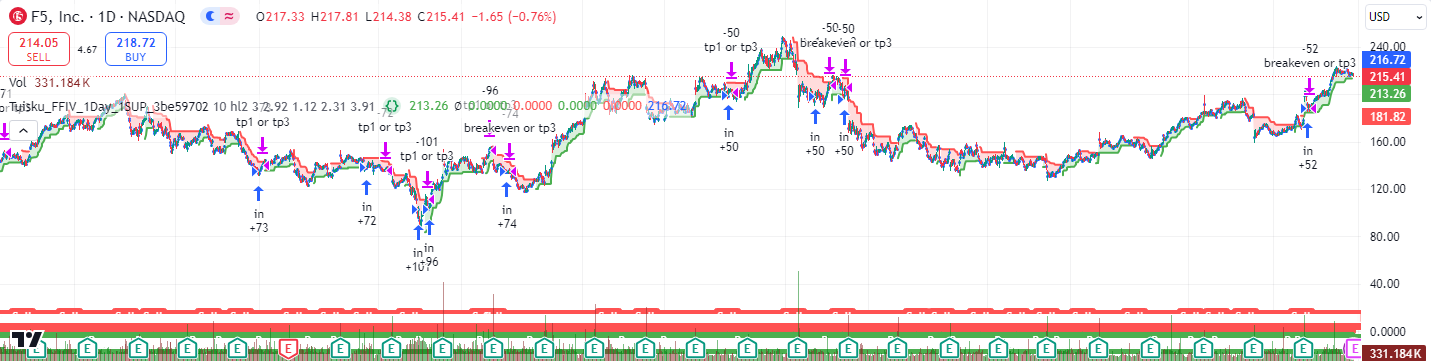 F5, Inc. · 1D · NASDAQ O217.33 H217.81 L214.38 C215.41 −1.65 (−0.76%)
USD
214.05 SELL
4.67
218.72 BUY
Vol 331.184K
10 hl2 3 2.92 1.12 2.31 3.91
213.26 0.0000 0.0000 0.0000 0.0000 216.72
tp1 or tp3
in
+73
-72
tp1 or tp3
in
+72
-101
tp1 or tp3
in
in
+96
-96
breakeven or tp3
-74
in
+74
-50
tp1 or tp3
in
+50
-50
-50
breakeven or tp3
in
+50
in
+50
-52
breakeven or tp3
in
+52
240.00
216.72
215.41
213.26
181.82
160.00
120.00
80.00
40.00
0.0000
331.184K